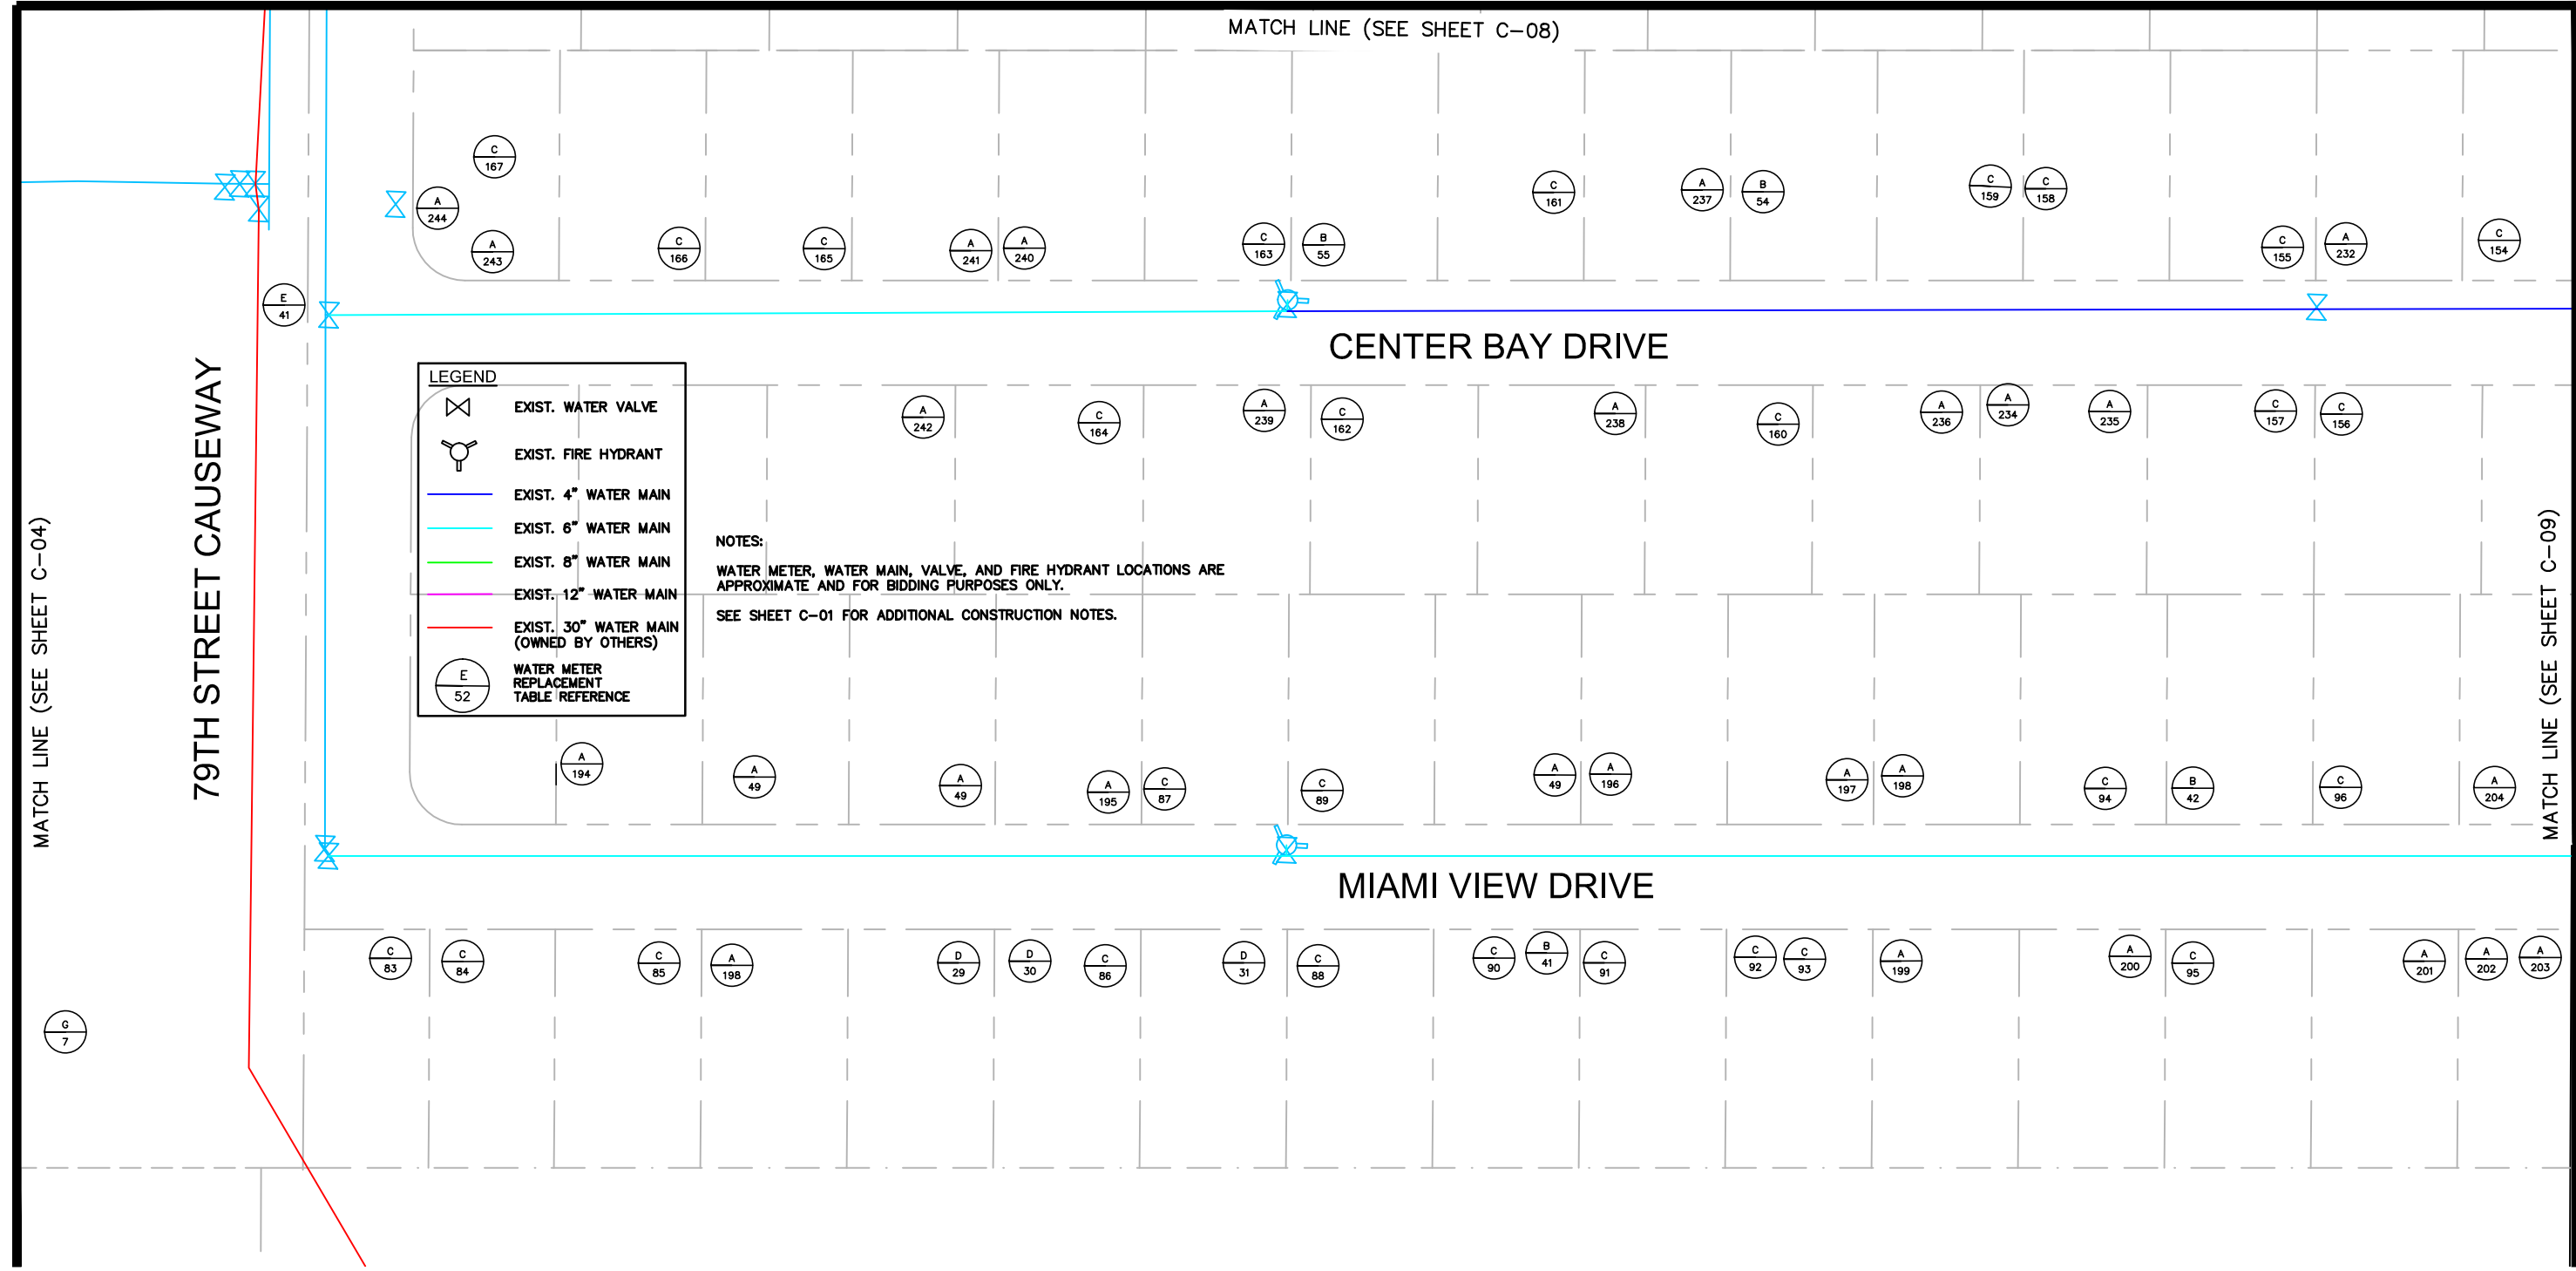 MATCH LINE (SEE SHEET C-08)
C
167
A
244
A
243
C
166
C
165
A
241
A
240
C
163
B
55
C
161
A
237
B
54
C
159
C
158
C
155
A
232
C
154
E
41
CENTER BAY DRIVE
79TH STREET CAUSEWAY
MATCH LINE (SEE SHEET C-04)
MATCH LINE (SEE SHEET C-09)
LEGEND
EXIST. WATER VALVE
EXIST. FIRE HYDRANT
EXIST. 4" WATER MAIN
EXIST. 6" WATER MAIN
EXIST. 8" WATER MAIN
EXIST. 12" WATER MAIN
EXIST. 30" WATER MAIN
(OWNED BY OTHERS)
E
52
WATER METER
REPLACEMENT
TABLE REFERENCE
A
242
C
164
A
239
C
162
A
238
C
160
A
236
A
234
A
235
C
157
C
156
NOTES:
WATER METER, WATER MAIN, VALVE, AND FIRE HYDRANT LOCATIONS ARE
APPROXIMATE AND FOR BIDDING PURPOSES ONLY.
SEE SHEET C-01 FOR ADDITIONAL CONSTRUCTION NOTES.
A
194
A
49
A
49
A
195
C
87
C
89
A
49
A
196
A
197
A
198
C
94
B
42
C
96
A
204
MIAMI VIEW DRIVE
C
83
C
84
C
85
A
198
D
29
D
30
C
86
D
31
C
88
C
90
B
41
C
91
C
92
C
93
A
199
A
200
C
95
A
201
A
202
A
203
G
7